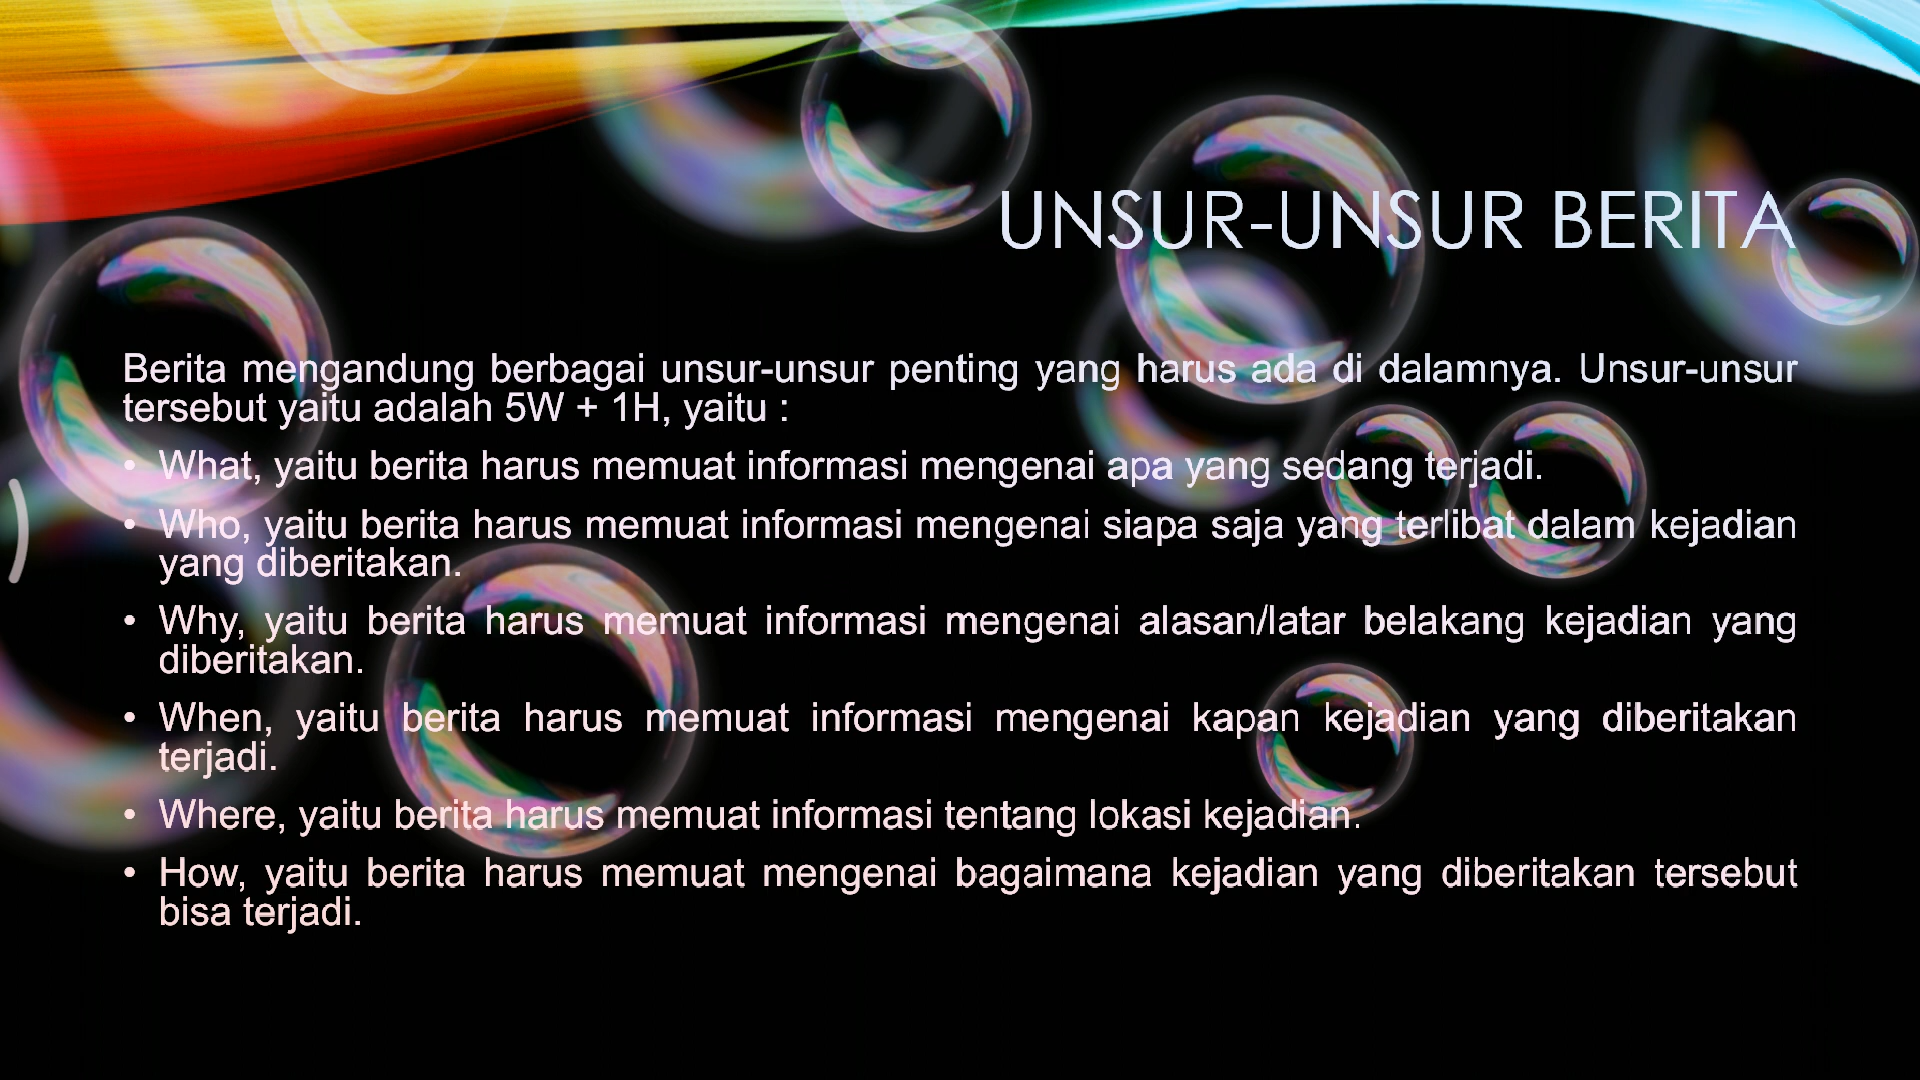 UNSUR-UNSUR BERITA
Berita mengandung berbagai unsur-unsur penting yang harus ada di dalamnya. Unsur-unsur
tersebut yaitu adalah 5W + 1H, yaitu :
• What, yaitu berita harus memuat informasi mengenai apa yang sedang terjadi.
• Who, yaitu berita harus memuat informasi mengenai siapa saja yang terlibat dalam kejadian
yang diberitakan.
• Why, yaitu berita harus memuat informasi mengenai alasan/latar belakang kejadian yang
diberitakan.
• When, yaitu berita harus memuat informasi mengenai kapan kejadian yang diberitakan
terjadi.
• Where, yaitu berita harus memuat informasi tentang lokasi kejadian.
• How, yaitu berita harus memuat mengenai bagaimana kejadian yang diberitakan tersebut
bisa terjadi.